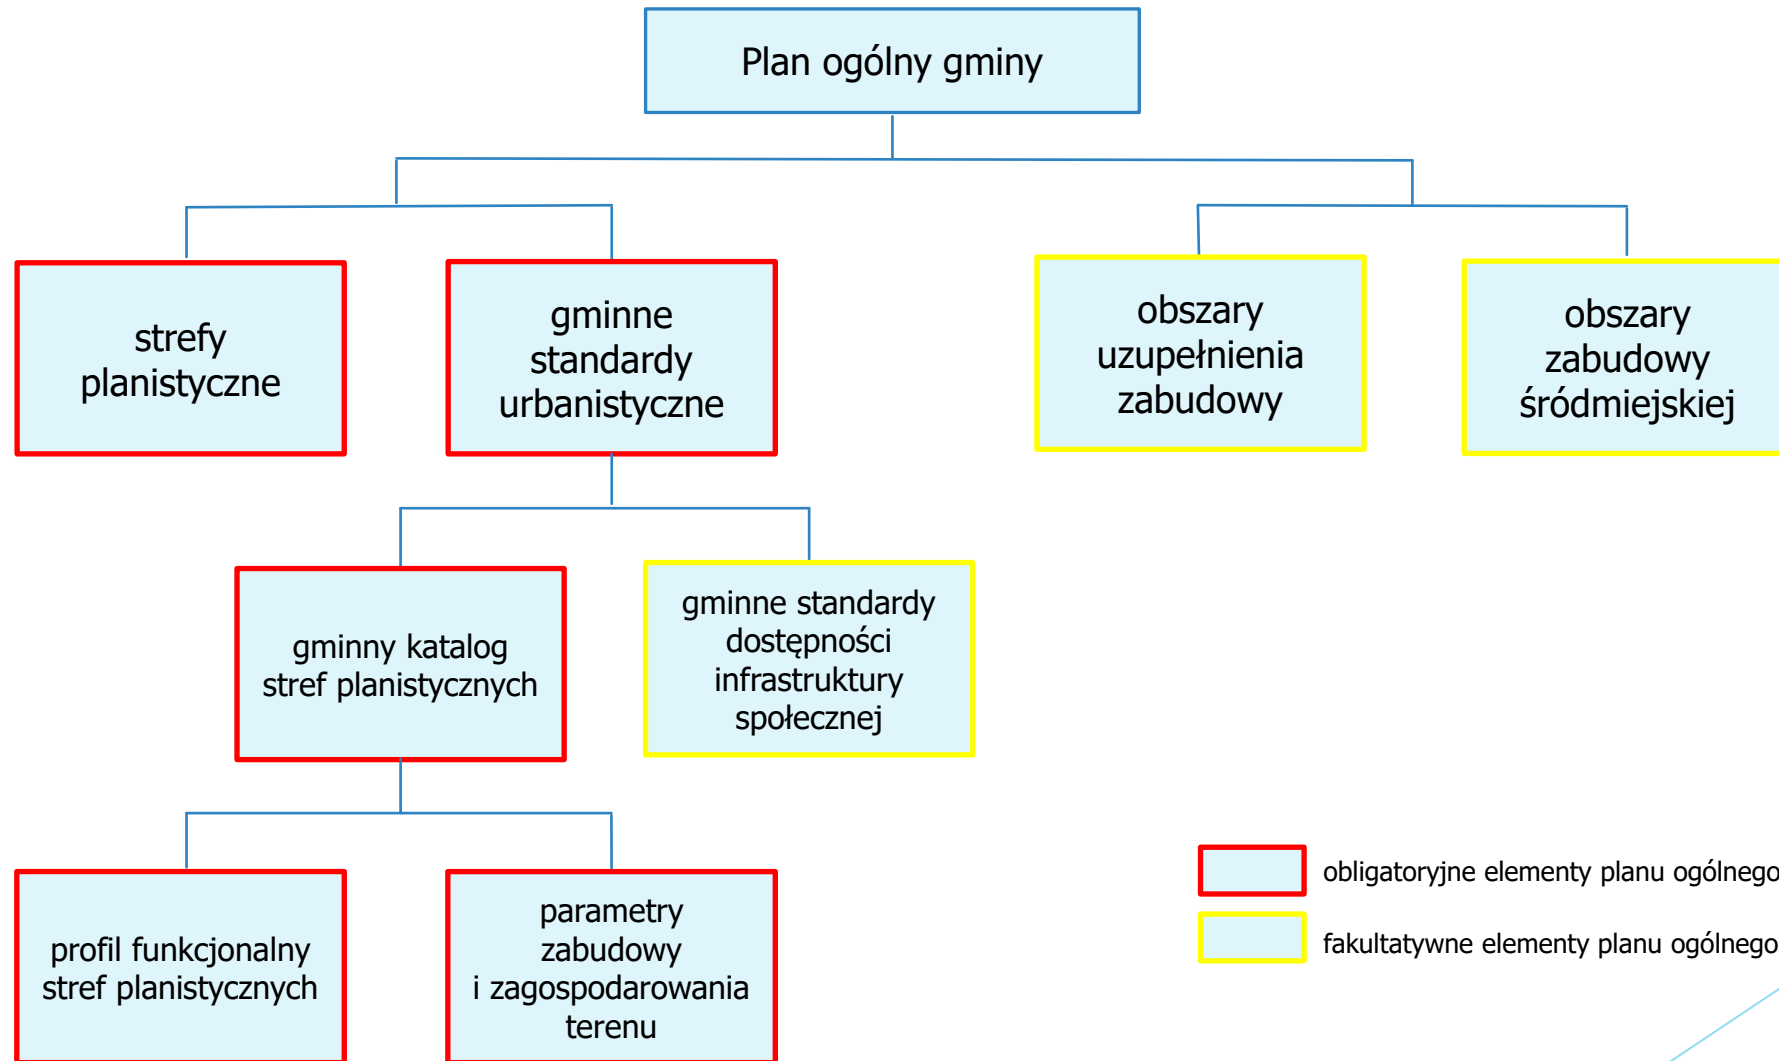 Plan ogólny gminy
strefy
planistyczne
gminne
standardy
urbanistyczne
obszary
uzupełnienia
zabudowy
obszary
zabudowy
śródmiejskiej
gminny katalog
stref planistycznych
gminne standardy
dostępności
infrastruktury
społecznej
profil funkcjonalny
stref planistycznych
parametry
zabudowy
i zagospodarowania
terenu
obligatoryjne elementy planu ogólnego
fakultatywne elementy planu ogólnego